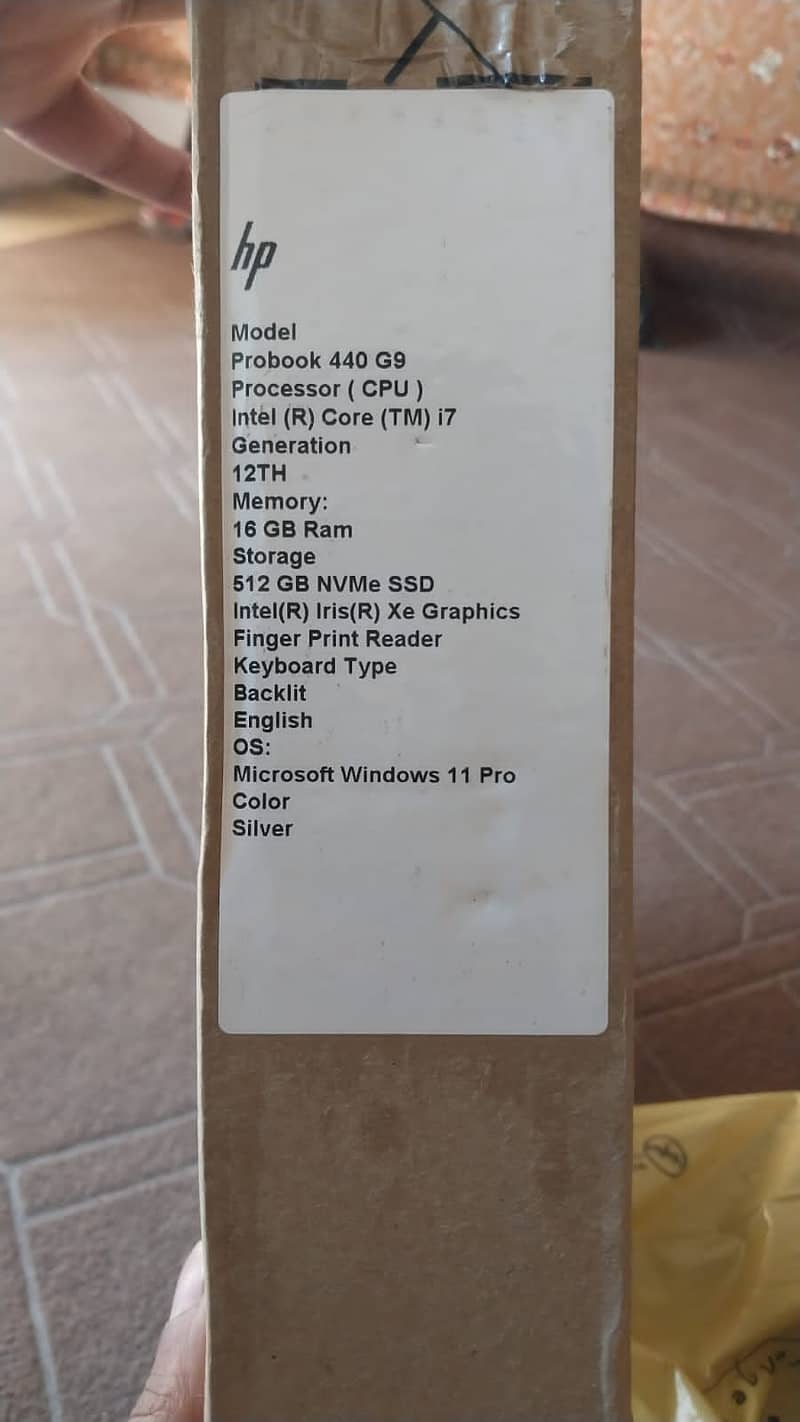 hp
Model
Probook 440 G9
Processor ( CPU )
Intel (R) Core (TM) i7
Generation
12TH
Memory:
16 GB Ram
Storage
512 GB NVMe SSD
Intel(R) Iris(R) Xe Graphics
Finger Print Reader
Keyboard Type
Backlit
English
OS:
Microsoft Windows 11 Pro
Color
Silver